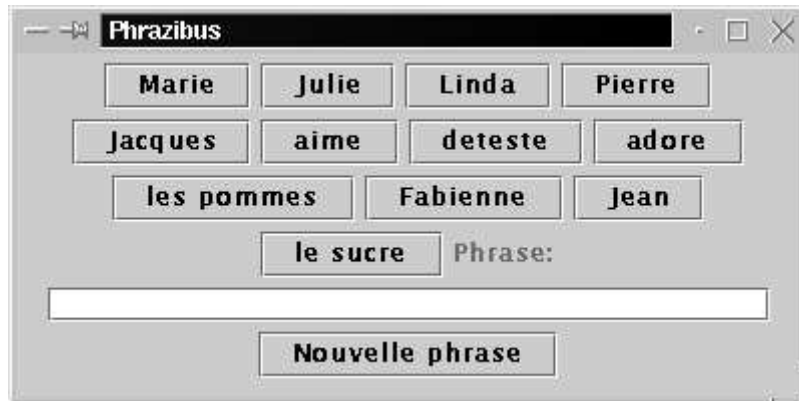 Phrazibus
Marie Julie Linda Pierre
Jacques aime deteste adore
les pommes Fabienne Jean
le sucre Phrase:
Nouvelle phrase